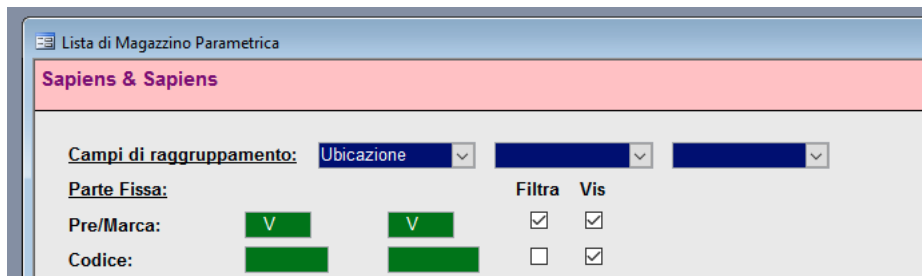 Lista di Magazzino Parametrica
Sapiens & Sapiens
Campi di raggruppamento: Ubicazione
Parte Fissa: Filtra Vis
Pre/Marca: V V
Codice: